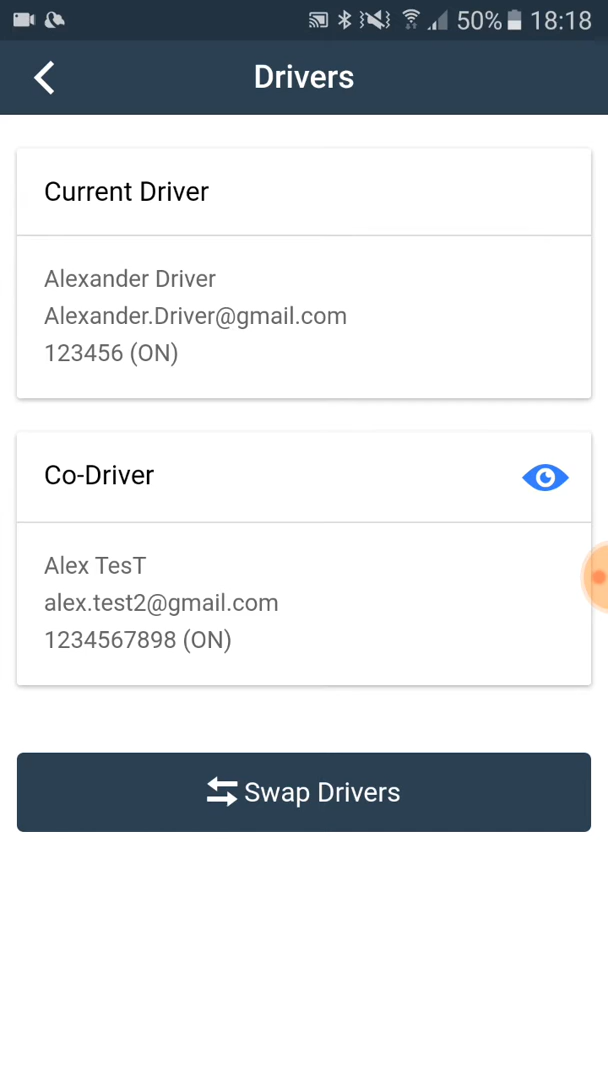 50% 18:18
Drivers
Current Driver
Alexander Driver
Alexander.Driver@gmail.com
123456 (ON)
Co-Driver
Alex TesT
alex.test2@gmail.com
1234567898 (ON)
Swap Drivers